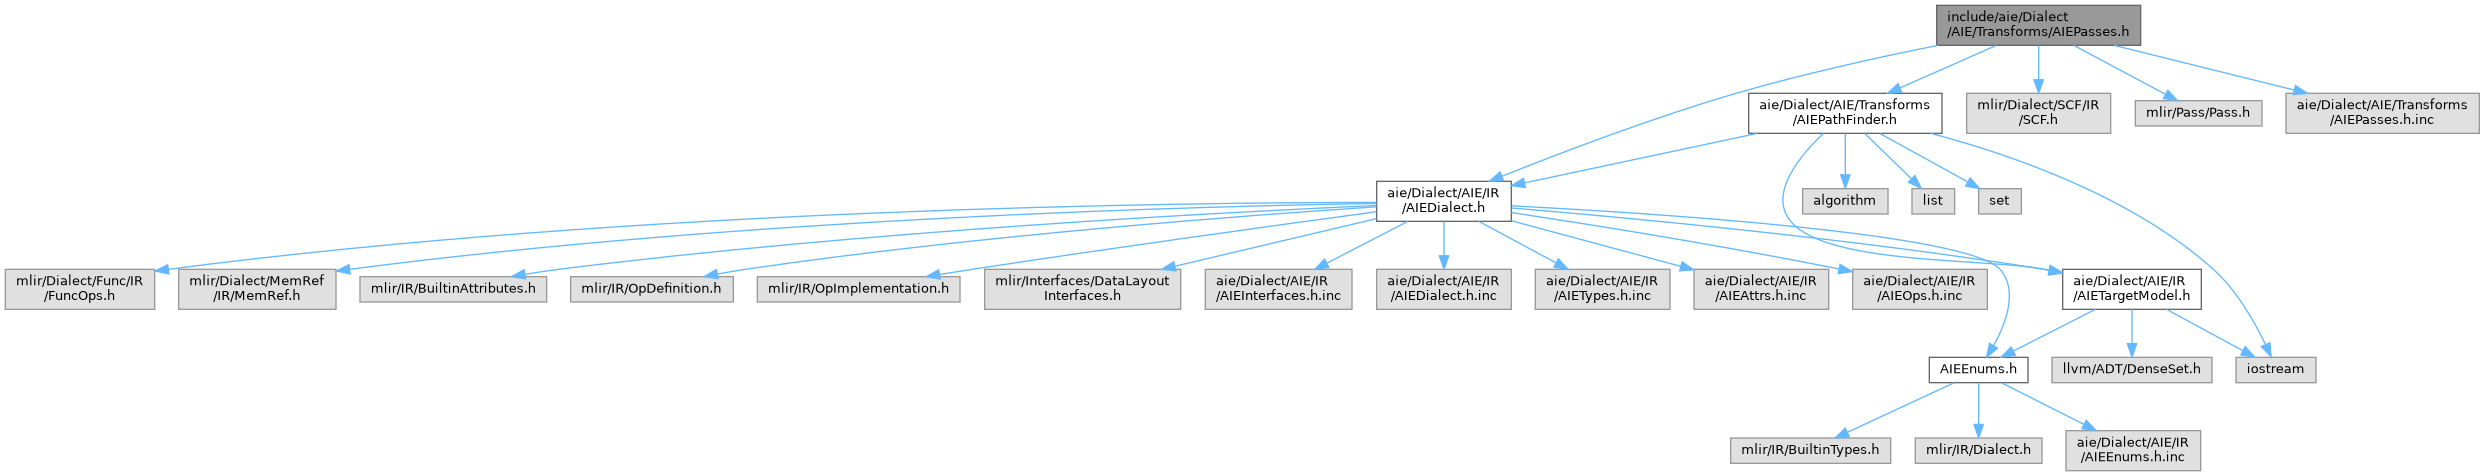 include/aie/Dialect
/AIE/Transforms/AIEPasses.h
aie/Dialect/AIE/Transforms
/AIEPathFinder.h
mlir/Dialect/SCF/IR
/SCF.h
mlir/Pass/Pass.h
aie/Dialect/AIE/Transforms
/AIEPasses.h.inc
aie/Dialect/AIE/IR
/AIEDialect.h
algorithm
list
set
mlir/Dialect/Func/IR
/FuncOps.h
mlir/Dialect/MemRef
/IR/MemRef.h
mlir/IR/BuiltinAttributes.h
mlir/IR/OpDefinition.h
mlir/IR/OpImplementation.h
mlir/Interfaces/DataLayout
Interfaces.h
aie/Dialect/AIE/IR
/AIEInterfaces.h.inc
aie/Dialect/AIE/IR
/AIEDialect.h.inc
aie/Dialect/AIE/IR
/AIETypes.h.inc
aie/Dialect/AIE/IR
/AIEAttrs.h.inc
aie/Dialect/AIE/IR
/AIEOps.h.inc
aie/Dialect/AIE/IR
/AIETargetModel.h
AIEEnums.h
llvm/ADT/DenseSet.h
iostream
mlir/IR/BuiltinTypes.h
mlir/IR/Dialect.h
aie/Dialect/AIE/IR
/AIEEnums.h.inc